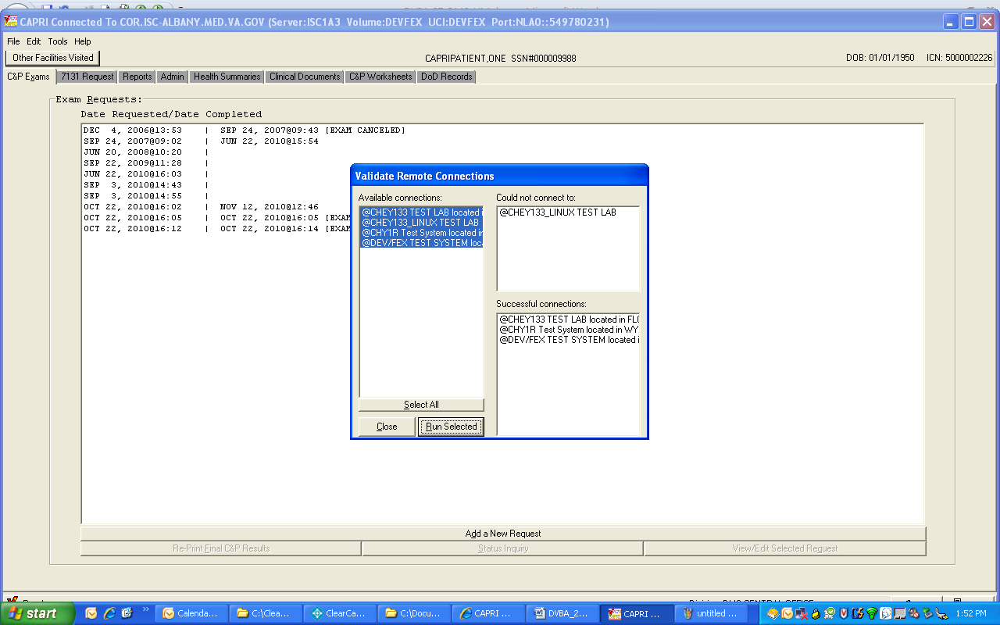 CAPRI Connected To COR.ISC-ALBANY.MED.VA.GOV (Server:ISC1A3 Volume:DEVFEX UCI:DEVFEX Port:NLA0::549780231)
File Edit Tools Help
Other Facilities Visited
CAPRIPATIENT,ONE SSN#000009988
DOB: 01/01/1950 ICN: 5000002226
C&P Exams 7131 Request Reports Admin Health Summaries Clinical Documents C&P Worksheets DoD Records
Exam Requests:
Date Requested/Date Completed
DEC 4, 2006@13:53 | SEP 24, 2007@09:43 [EXAM CANCELED]
SEP 24, 2007@09:02 | JUN 22, 2010@15:54
JUN 20, 2008@10:20 |
SEP 22, 2009@11:28 |
JUN 22, 2010@16:03 |
SEP 3, 2010@14:43 |
SEP 3, 2010@14:55 |
OCT 22, 2010@16:02 | NOV 12, 2010@12:46
OCT 22, 2010@16:05 | OCT 22, 2010@16:05 [EXAM
OCT 22, 2010@16:12 | OCT 22, 2010@16:14 [EXAM
Validate Remote Connections
Available connections:
@CHEY133 TEST LAB located i
@CHEY133_LINUX TEST LAB
@CHY1R Test System located in
@DEV/FEX TEST SYSTEM loc
Select All
Close Run Selected
Could not connect to:
@CHEY133_LINUX TEST LAB
Successful connections:
@CHEY133 TEST LAB located in FLO
@CHY1R Test System located in WY
@DEV/FEX TEST SYSTEM located i
Add a New Request
Re-Print Final C&P Results Status Inquiry View/Edit Selected Request
start Calenda... C:\Clea... ClearCa... C:\Docu... CAPRI ... DVBA_2... CAPRI ... untitled ... 1:52 PM